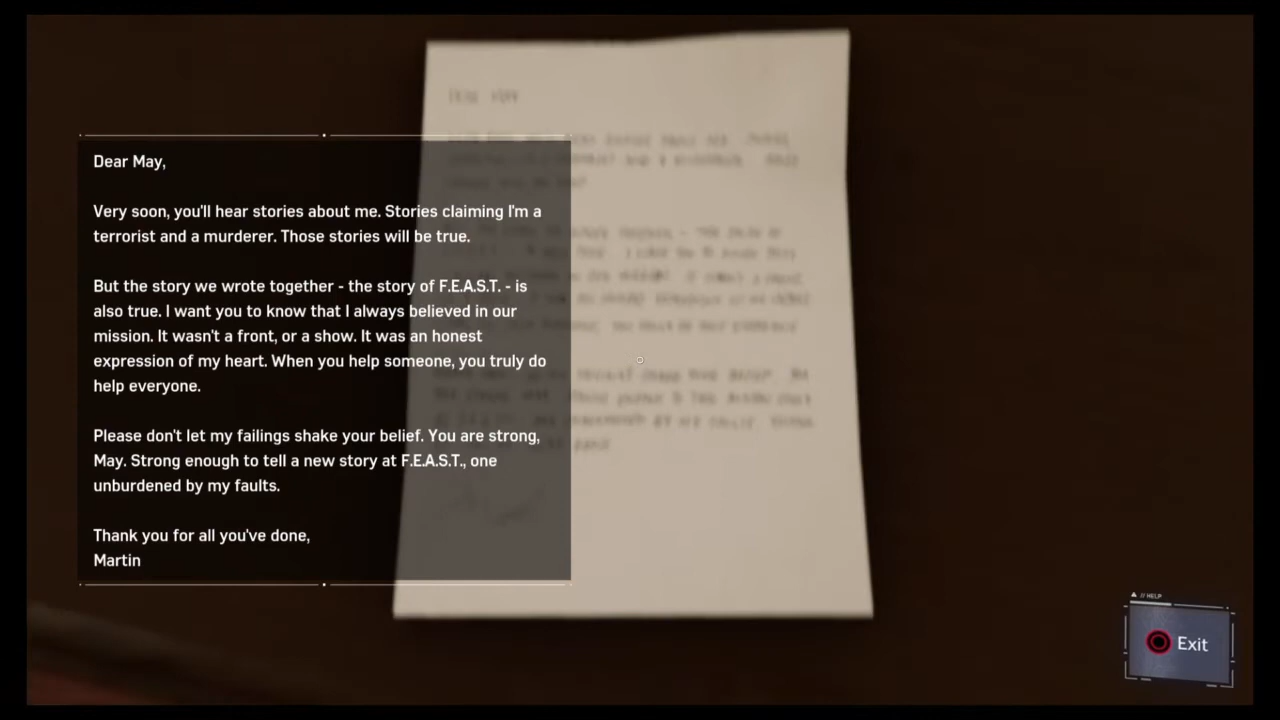 Dear May,
Very soon, you'll hear stories about me. Stories claiming I'm a
terrorist and a murderer. Those stories will be true.
But the story we wrote together - the story of F.E.A.S.T. - is
also true. I want you to know that I always believed in our
mission. It wasn't a front, or a show. It was an honest
expression of my heart. When you help someone, you truly do
help everyone.
Please don't let my failings shake your belief. You are strong,
May. Strong enough to tell a new story at F.E.A.S.T., one
unburdened by my faults.
Thank you for all you've done,
Martin
// HELP
Exit